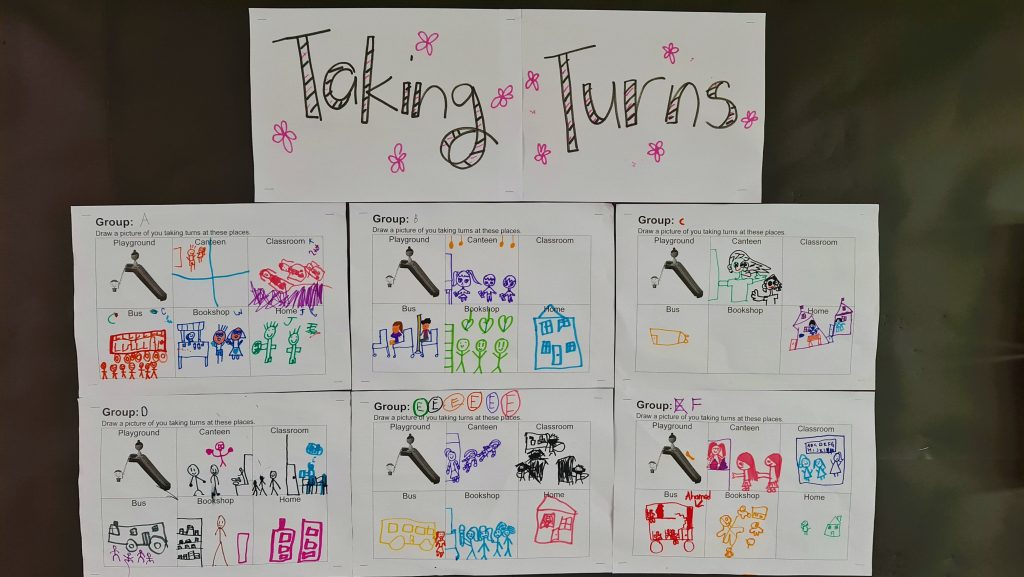 Taking Turns
Group: A
Draw a picture of you taking turns at these places.
Playground Canteen Classroom
Bus Bookshop Home
Group: b
Draw a picture of you taking turns at these places.
Playground Canteen Classroom
Bus Bookshop Home
Group: c
Draw a picture of you taking turns at these places.
Playground Canteen Classroom
Bus Bookshop Home
Group: D
Draw a picture of you taking turns at these places.
Playground Canteen Classroom
Bus Bookshop Home
Group: E E E E E E
Draw a picture of you taking turns at these places.
Playground Canteen Classroom
Bus Bookshop Home
Group: F
Draw a picture of you taking turns at these places.
Playground Canteen Classroom
ABCDEFG
Bus Bookshop Home
Ahamed